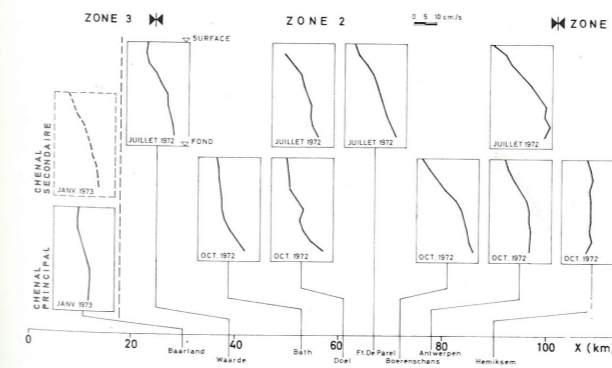 ZONE 3 ZONE 2 0 5 10 cm/s ZONE
SURFACE
FOND
CHENAL SECONDAIRE
CHENAL PRINCIPAL
JUILLET 1972 JUILLET 1972 JUILLET 1972 JUILLET 1972
JANV. 1973
OCT. 1972 OCT. 1972 OCT. 1972 OCT. 1972 OCT. 1972
JANV. 1973
0 20 40 60 80 100 X (km
Baarland Bath Ft. De Parel Antwerpen
Waarde Doel Boerenschans Hemiksem